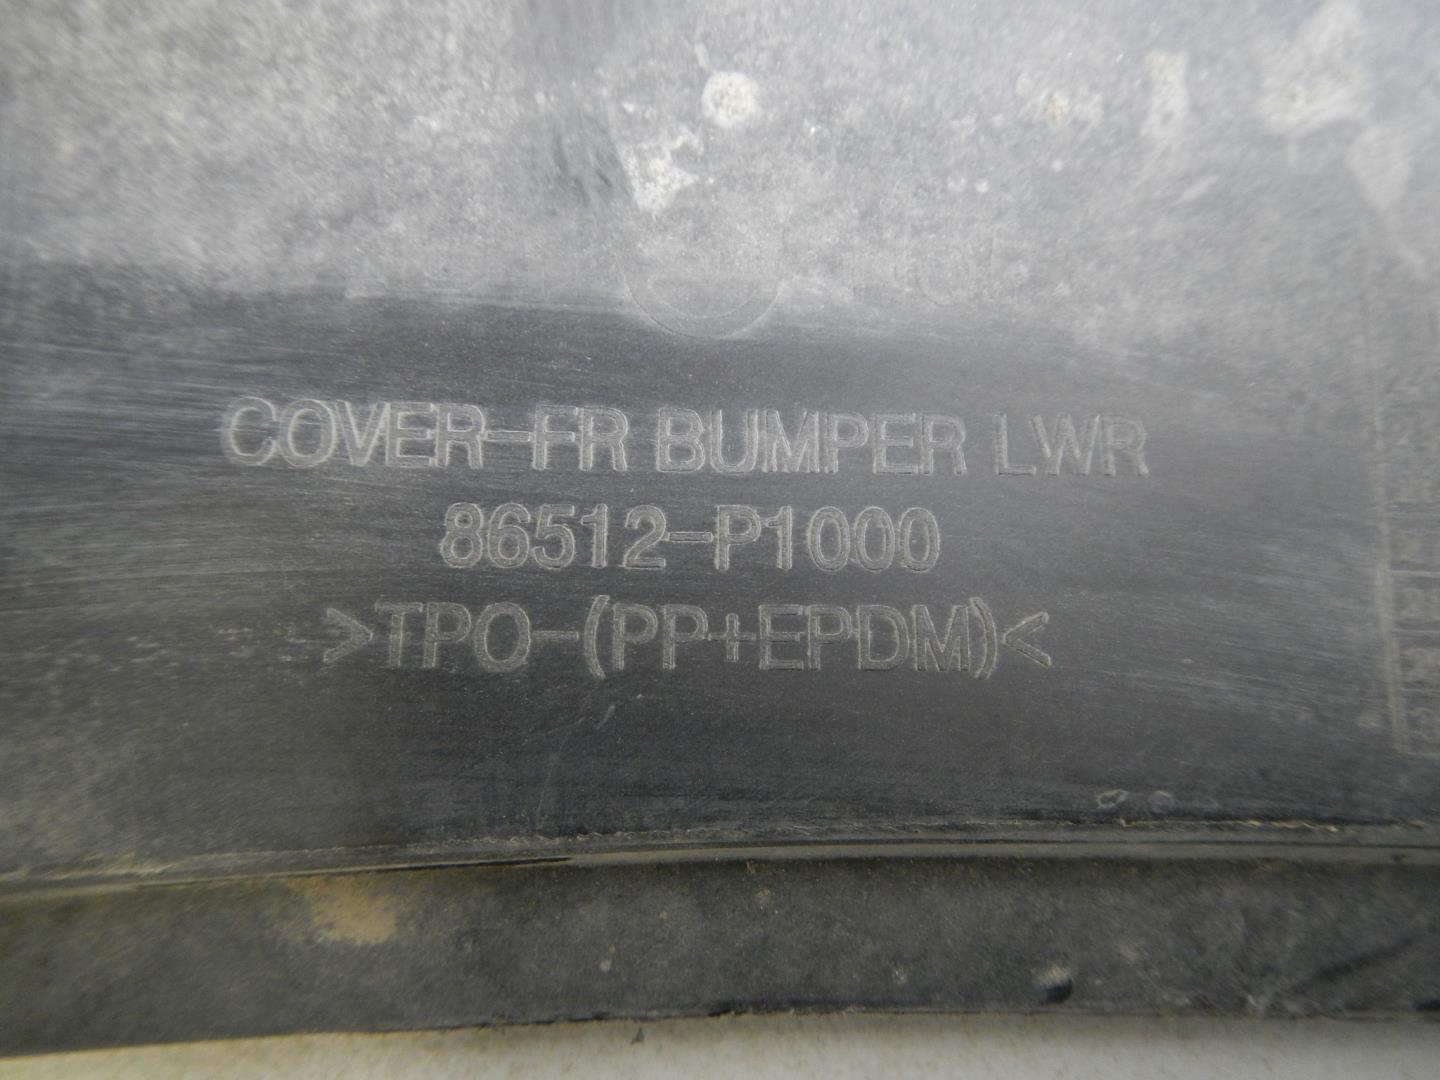 COVER-FR BUMPER LWR
86512-P1000
>TPO-(PP+EPDM)<